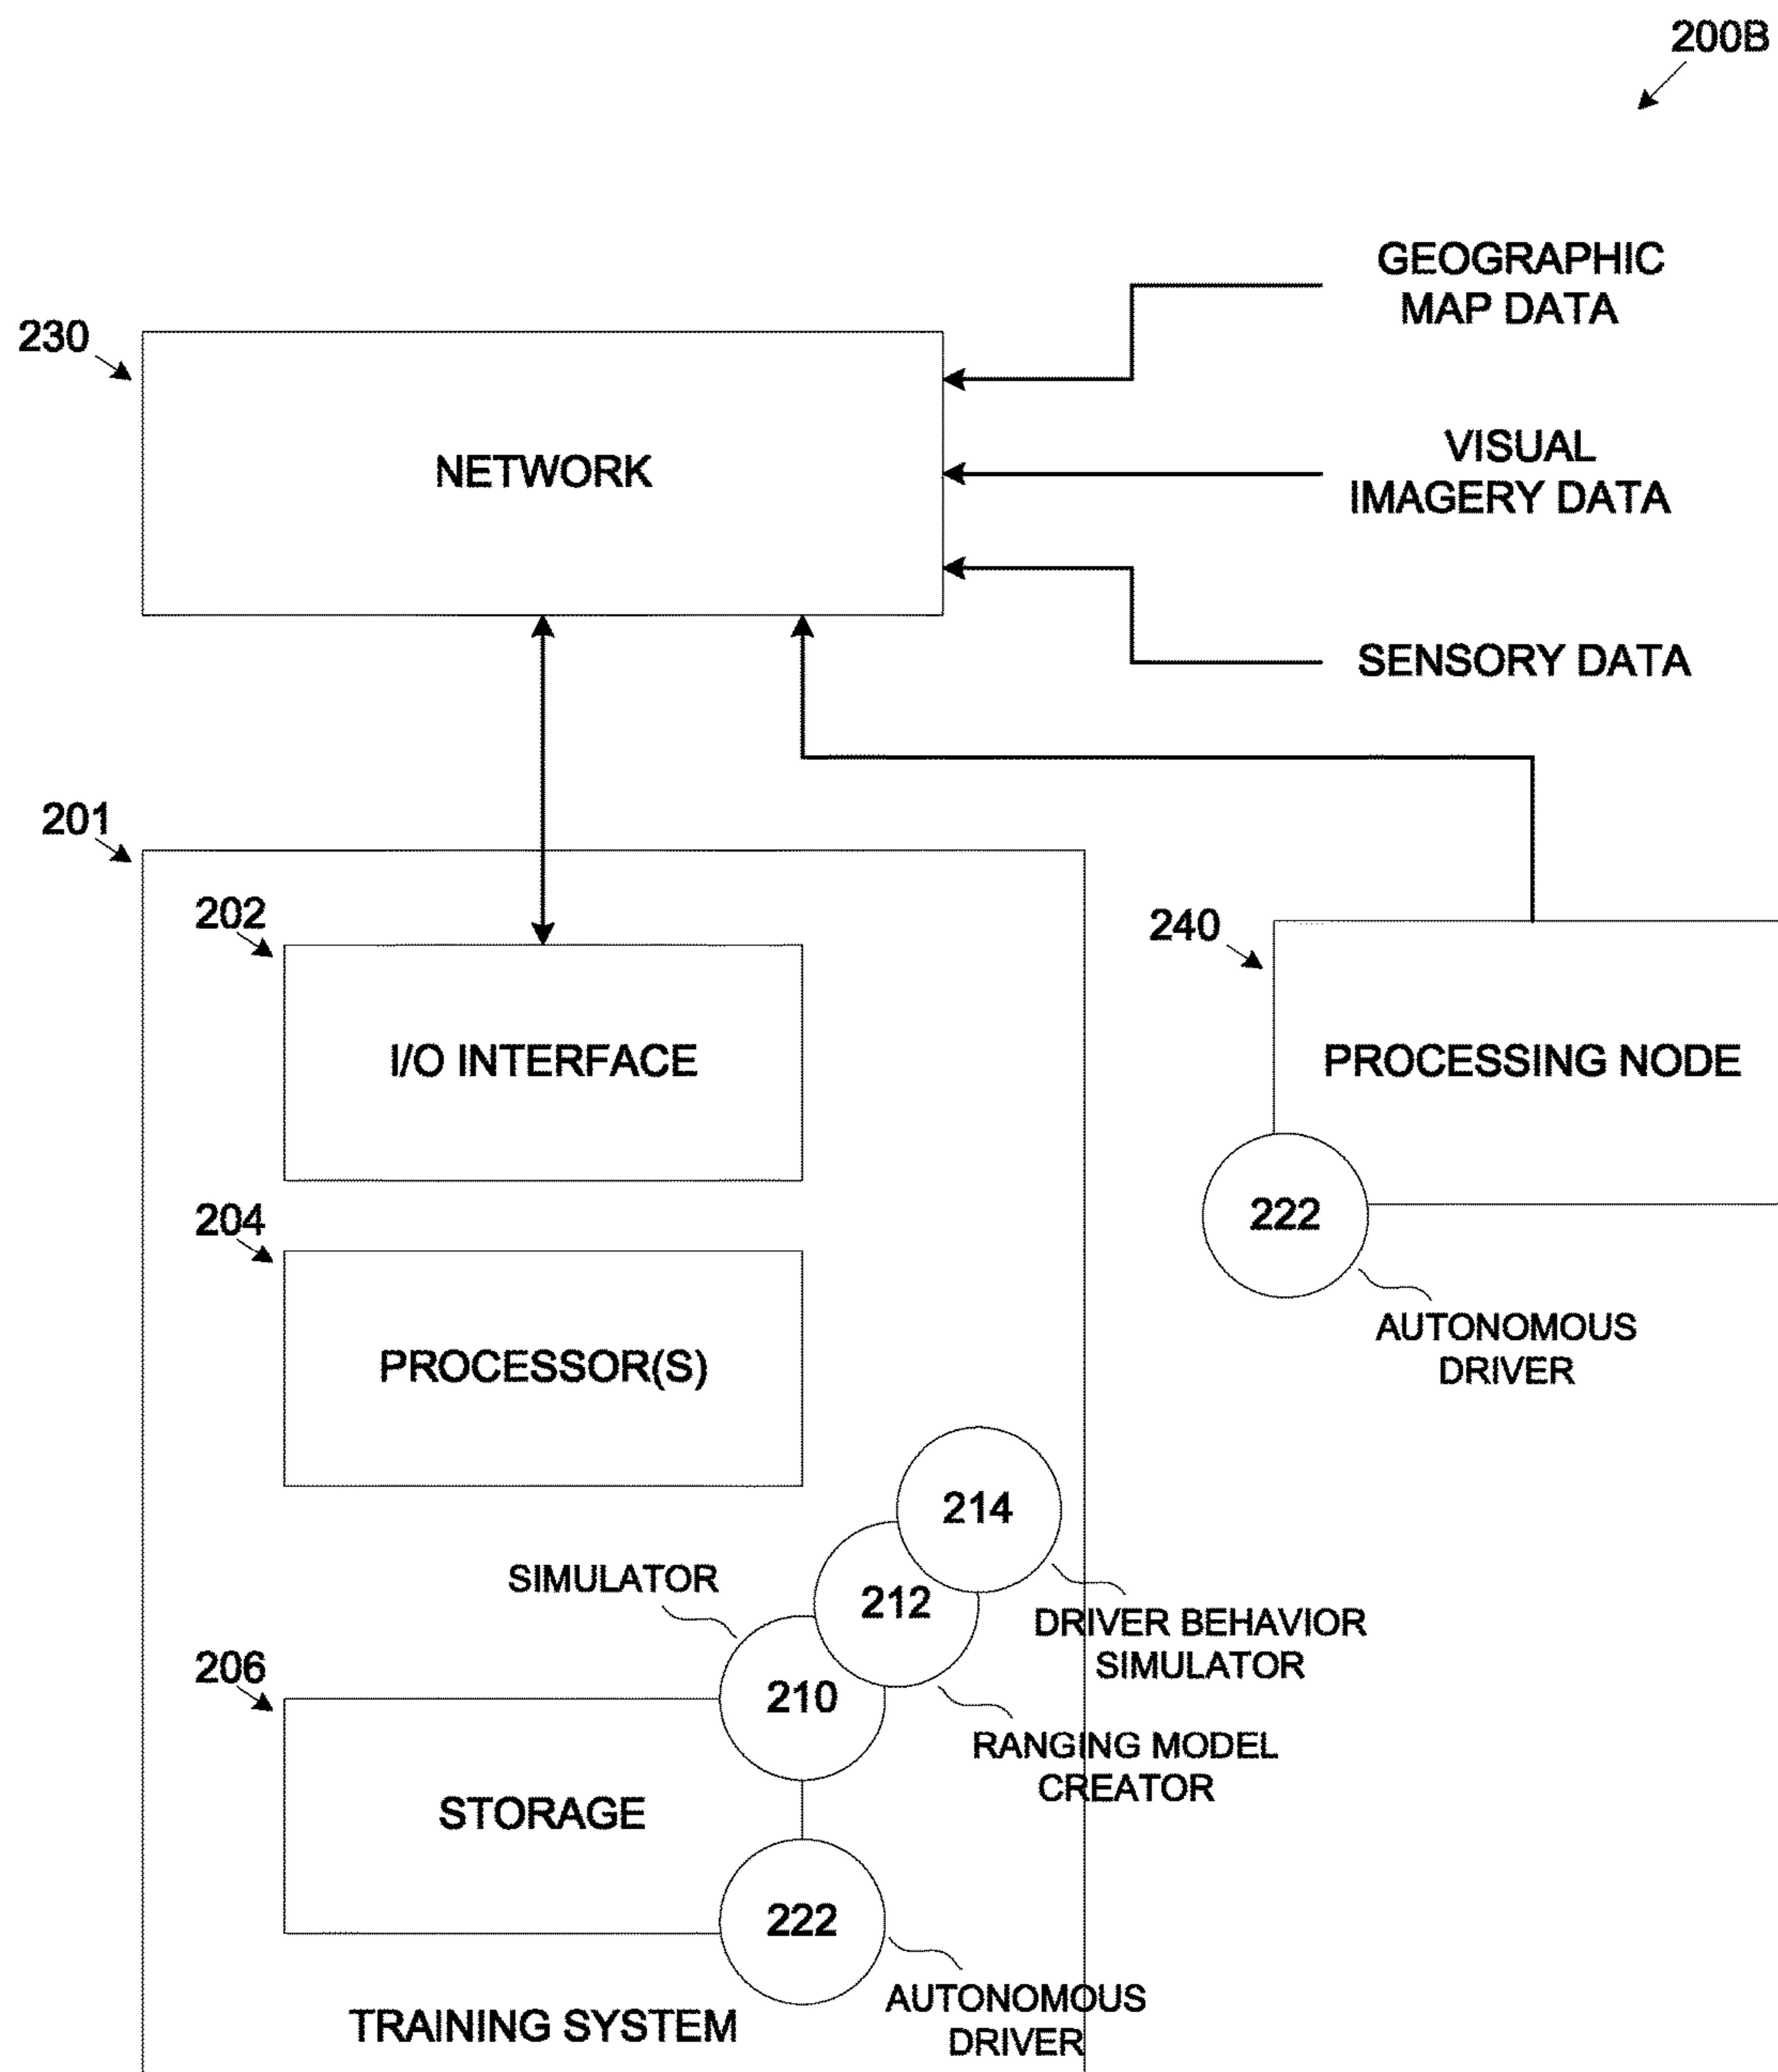 200B
GEOGRAPHIC
MAP DATA
230
NETWORK
VISUAL
IMAGERY DATA
SENSORY DATA
201
202
I/O INTERFACE
240
PROCESSING NODE
222
AUTONOMOUS
DRIVER
204
PROCESSOR(S)
214
SIMULATOR
212
DRIVER BEHAVIOR
SIMULATOR
206
210
RANGING MODEL
CREATOR
STORAGE
222
AUTONOMOUS
DRIVER
TRAINING SYSTEM